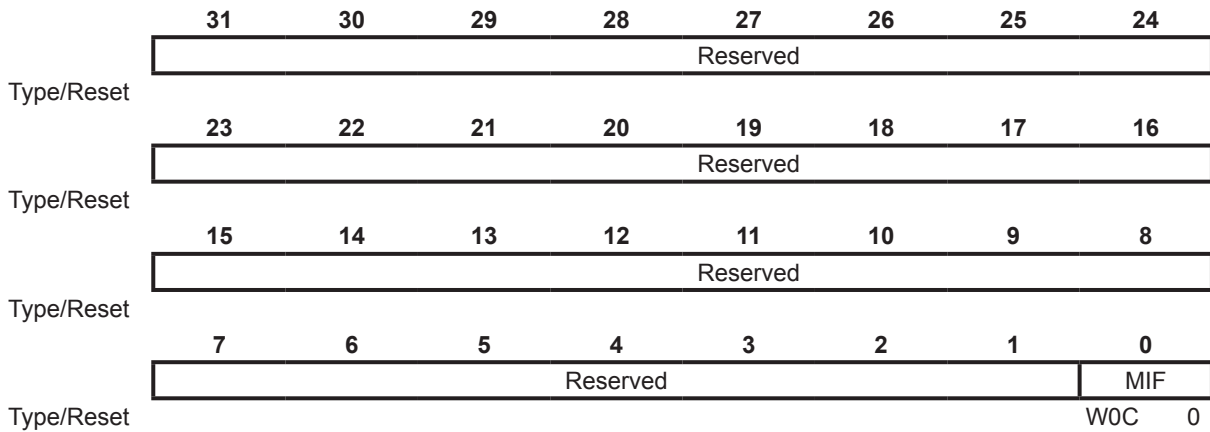 31 30 29 28 27 26 25 24
Reserved
Type/Reset
23 22 21 20 19 18 17 16
Reserved
Type/Reset
15 14 13 12 11 10 9 8
Reserved
Type/Reset
7 6 5 4 3 2 1 0
Reserved MIF
Type/Reset W0C 0